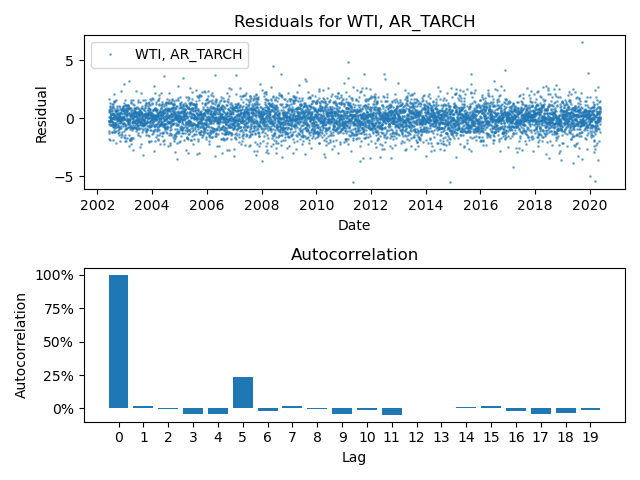 Residuals for WTI, AR_TARCH
WTI, AR_TARCH
5
0
−5
Residual
2002 2004 2006 2008 2010 2012 2014 2016 2018 2020
Date
Autocorrelation
100%
75%
50%
25%
0%
Autocorrelation
0 1 2 3 4 5 6 7 8 9 10 11 12 13 14 15 16 17 18 19
Lag